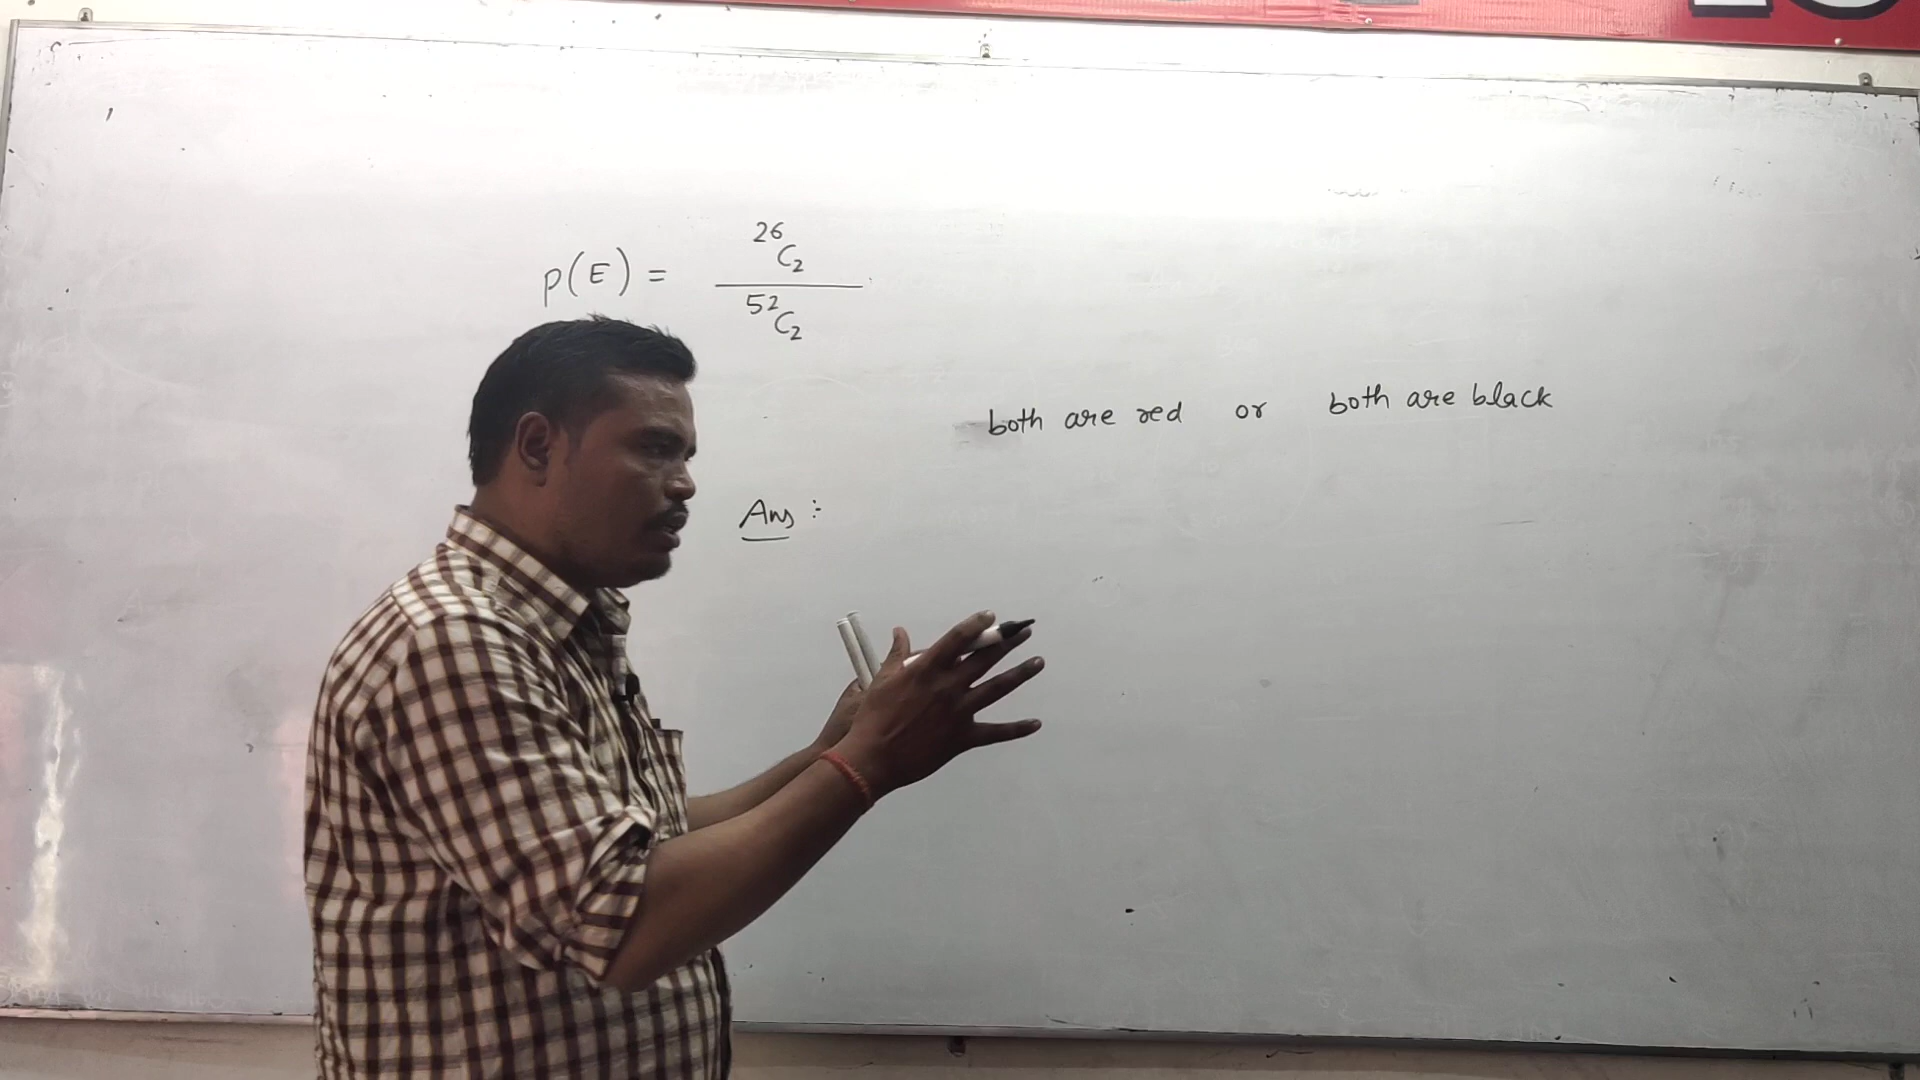 P(E) = ²⁶C₂ / ⁵²C₂
both are red or both are black
Ans :-